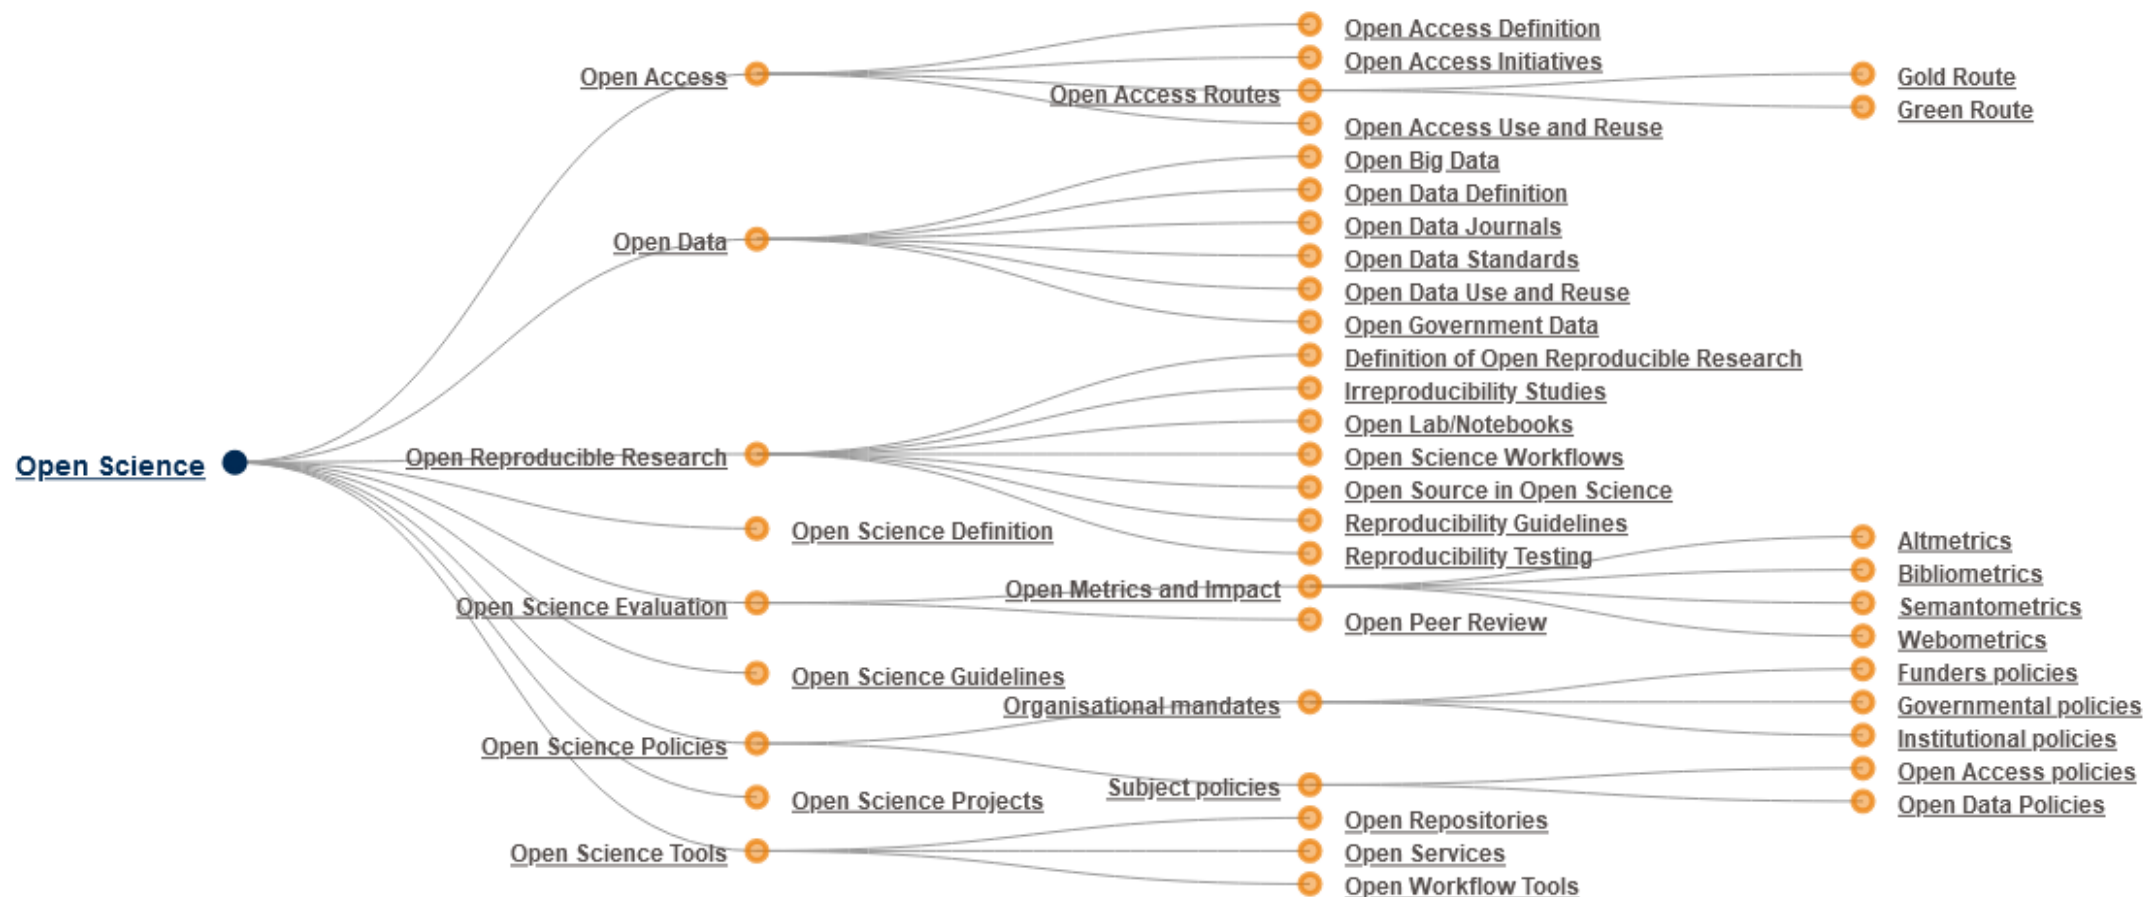 Open Science
Open Access
Open Access Definition
Open Access Initiatives
Open Access Routes
Gold Route
Green Route
Open Access Use and Reuse
Open Data
Open Big Data
Open Data Definition
Open Data Journals
Open Data Standards
Open Data Use and Reuse
Open Government Data
Open Reproducible Research
Definition of Open Reproducible Research
Irreproducibility Studies
Open Lab/Notebooks
Open Science Workflows
Open Source in Open Science
Reproducibility Guidelines
Reproducibility Testing
Open Science Definition
Open Science Evaluation
Open Metrics and Impact
Altmetrics
Bibliometrics
Semantometrics
Webometrics
Open Peer Review
Open Science Guidelines
Open Science Policies
Organisational mandates
Funders policies
Governmental policies
Institutional policies
Subject policies
Open Access policies
Open Data Policies
Open Science Projects
Open Science Tools
Open Repositories
Open Services
Open Workflow Tools